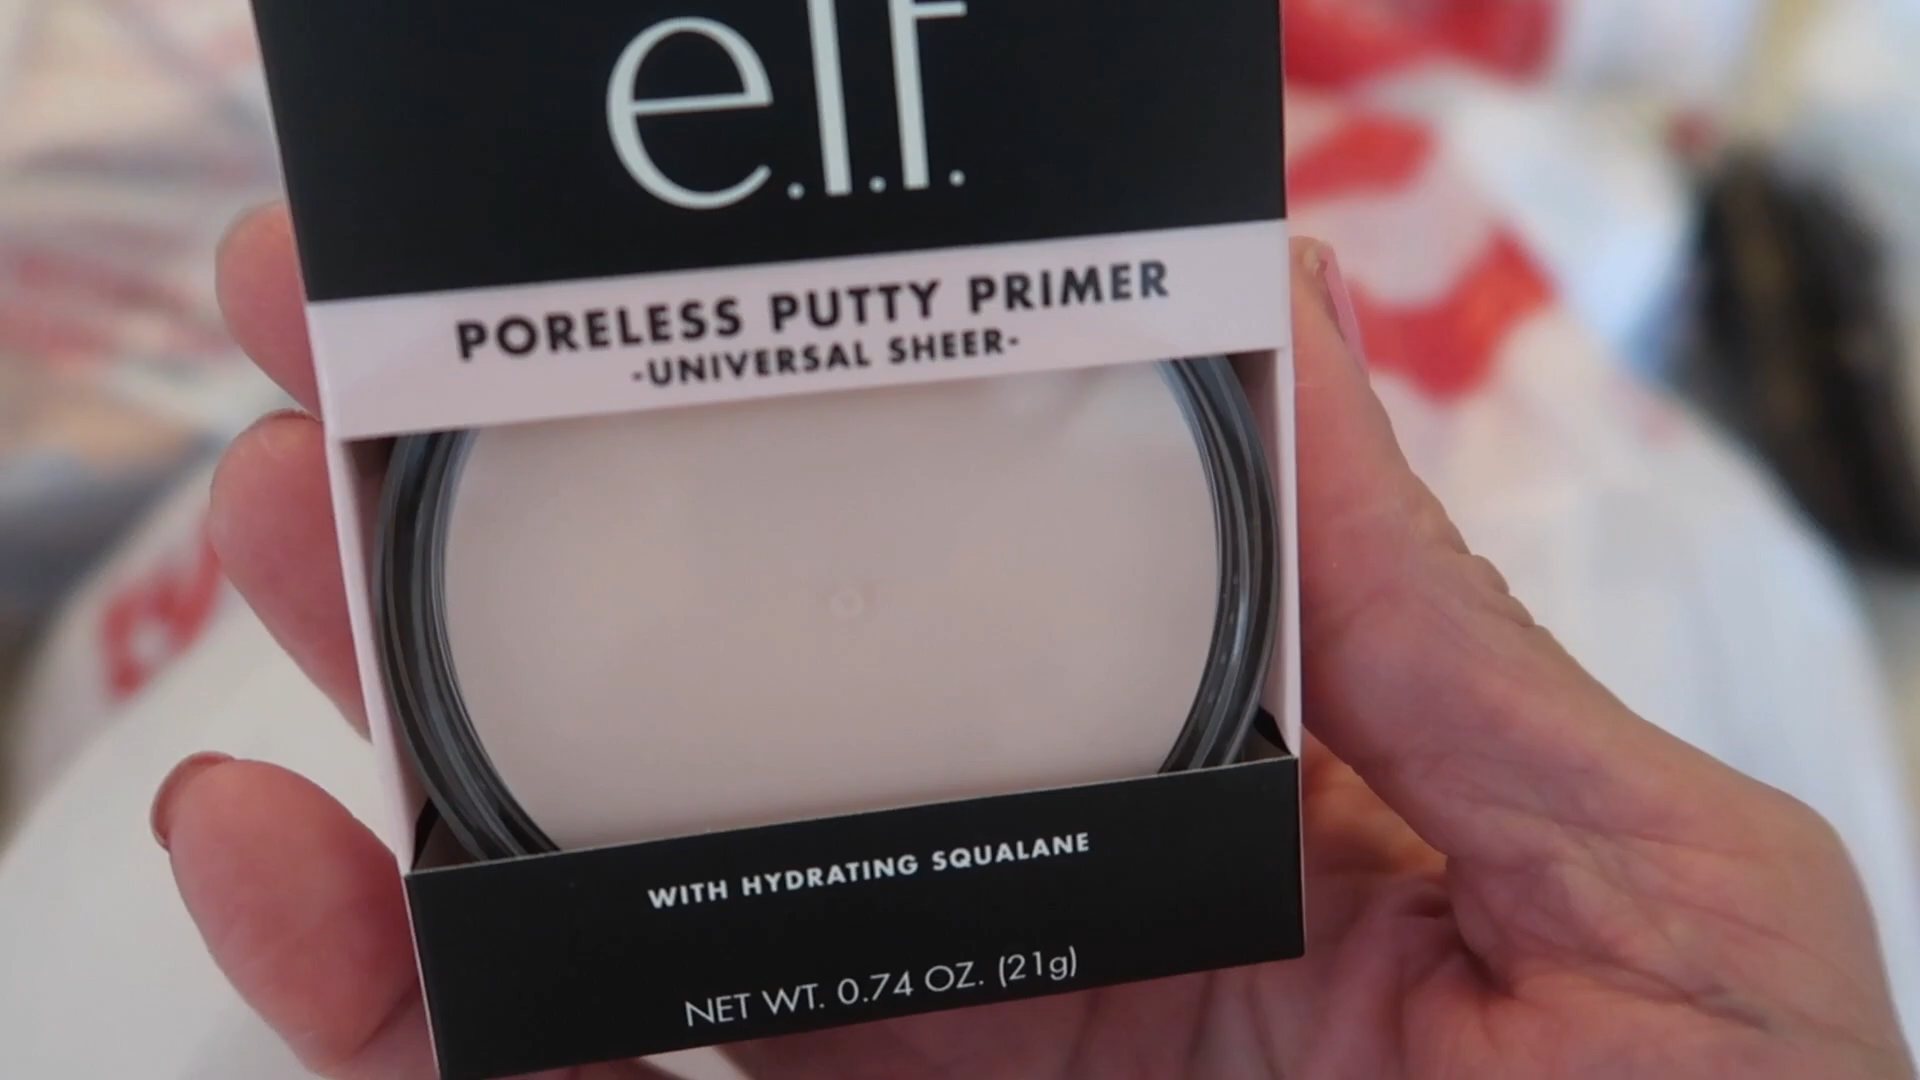 e.l.f.
PORELESS PUTTY PRIMER
-UNIVERSAL SHEER-
WITH HYDRATING SQUALANE
NET WT. 0.74 OZ. (21g)